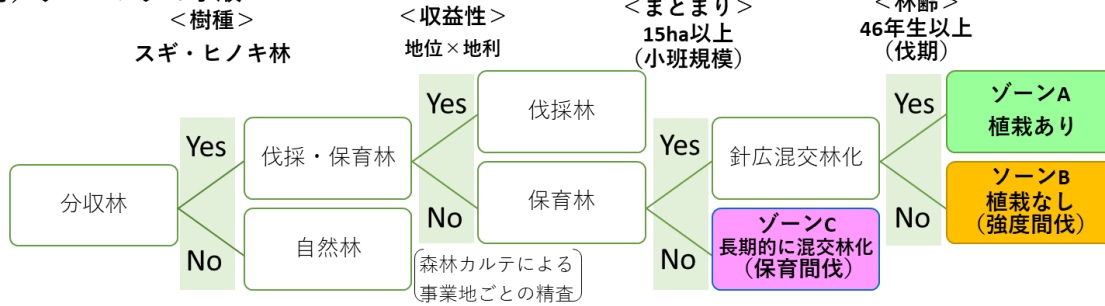 ＜樹種＞
スギ・ヒノキ林
＜収益性＞
地位×地利
＜まとまり＞
15ha以上
（小班規模）
＜林齢＞
46年生以上
（伐期）
分収林
Yes
No
伐採・保育林
自然林
Yes
No
伐採林
保育林
森林カルテによる
事業地ごとの精査
Yes
No
針広混交林化
ゾーンC
長期的に混交林化
（保育間伐）
Yes
No
ゾーンA
植栽あり
ゾーンB
植栽なし
（強度間伐）